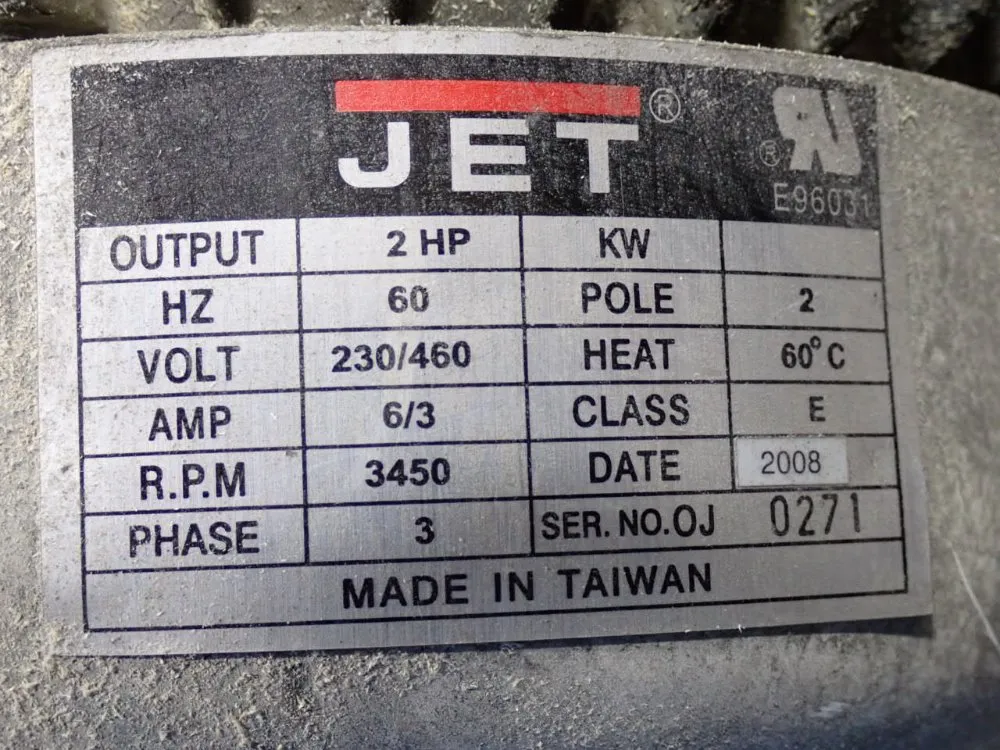 JET®
®
E96031
OUTPUT 2 HP KW
HZ 60 POLE 2
VOLT 230/460 HEAT 60°C
AMP 6/3 CLASS E
R.P.M 3450 DATE 2008
PHASE 3 SER. NO.OJ 0271
MADE IN TAIWAN